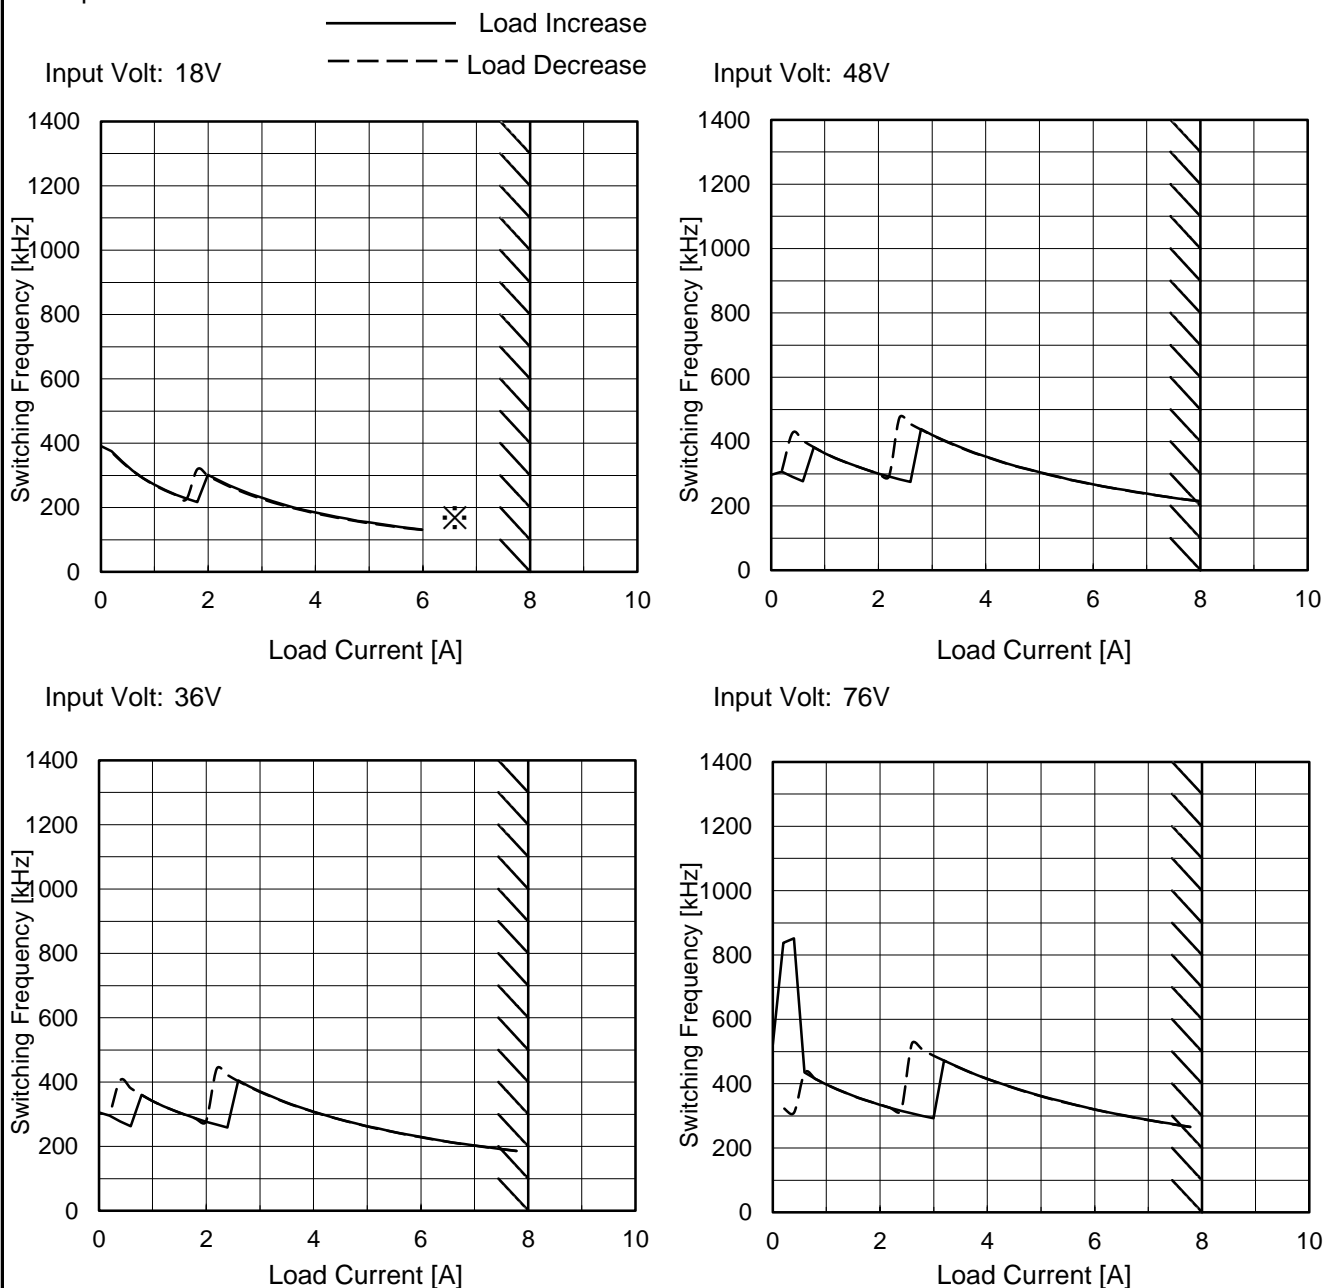 Load Increase
Load Decrease
Input Volt: 18V
1400
1200
1000
800
600
400
200
0
Switching Frequency [kHz]
※
0 2 4 6 8 10
Load Current [A]
Input Volt: 48V
1400
1200
1000
800
600
400
200
0
Switching Frequency [kHz]
0 2 4 6 8 10
Load Current [A]
Input Volt: 36V
1400
1200
1000
800
600
400
200
0
Switching Frequency [kHz]
0 2 4 6 8 10
Load Current [A]
Input Volt: 76V
1400
1200
1000
800
600
400
200
0
Switching Frequency [kHz]
0 2 4 6 8 10
Load Current [A]